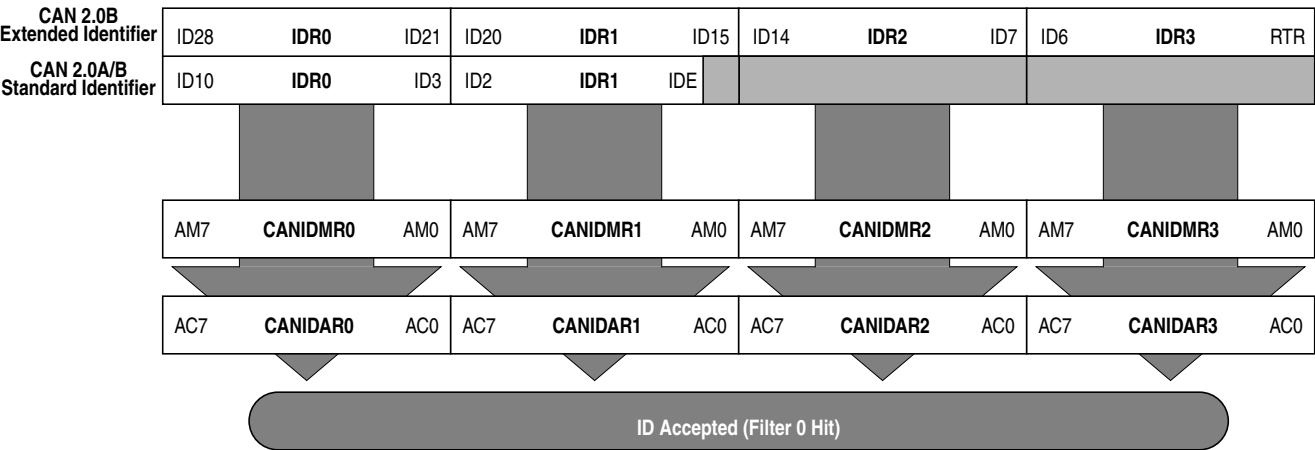 CAN 2.0B
Extended Identifier
ID28 IDR0 ID21 ID20 IDR1 ID15 ID14 IDR2 ID7 ID6 IDR3 RTR
CAN 2.0A/B
Standard Identifier
ID10 IDR0 ID3 ID2 IDR1 IDE
AM7 CANIDMR0 AM0 AM7 CANIDMR1 AM0 AM7 CANIDMR2 AM0 AM7 CANIDMR3 AM0
AC7 CANIDAR0 AC0 AC7 CANIDAR1 AC0 AC7 CANIDAR2 AC0 AC7 CANIDAR3 AC0
ID Accepted (Filter 0 Hit)